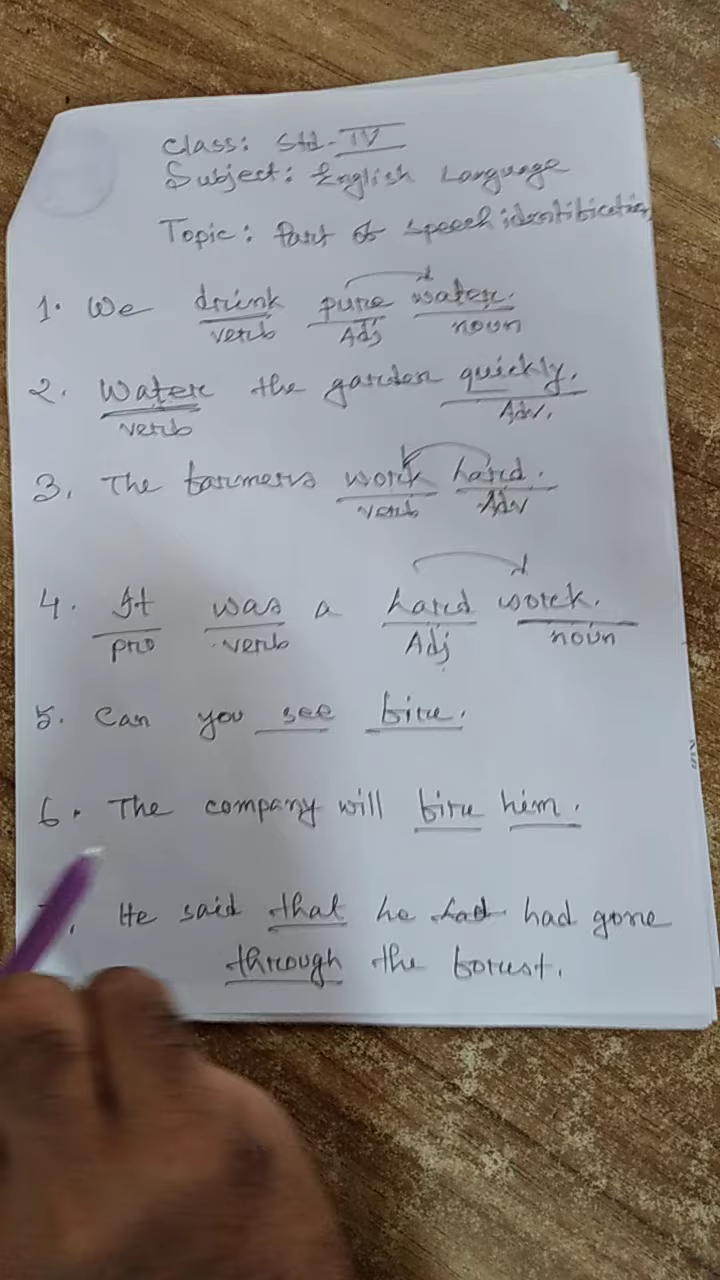 Class: Std. IV
Subject: English Language
Topic: Part of speech identification
1. We drink pure water.
verb Adj noun
2. Water the garden quickly.
verb Adv.
3. The farmers work hard.
verb Adv
4. It was a hard work.
pro verb Adj noun
5. Can you see fire.
6. The company will fire him.
7. He said that he had had gone
through the forest.